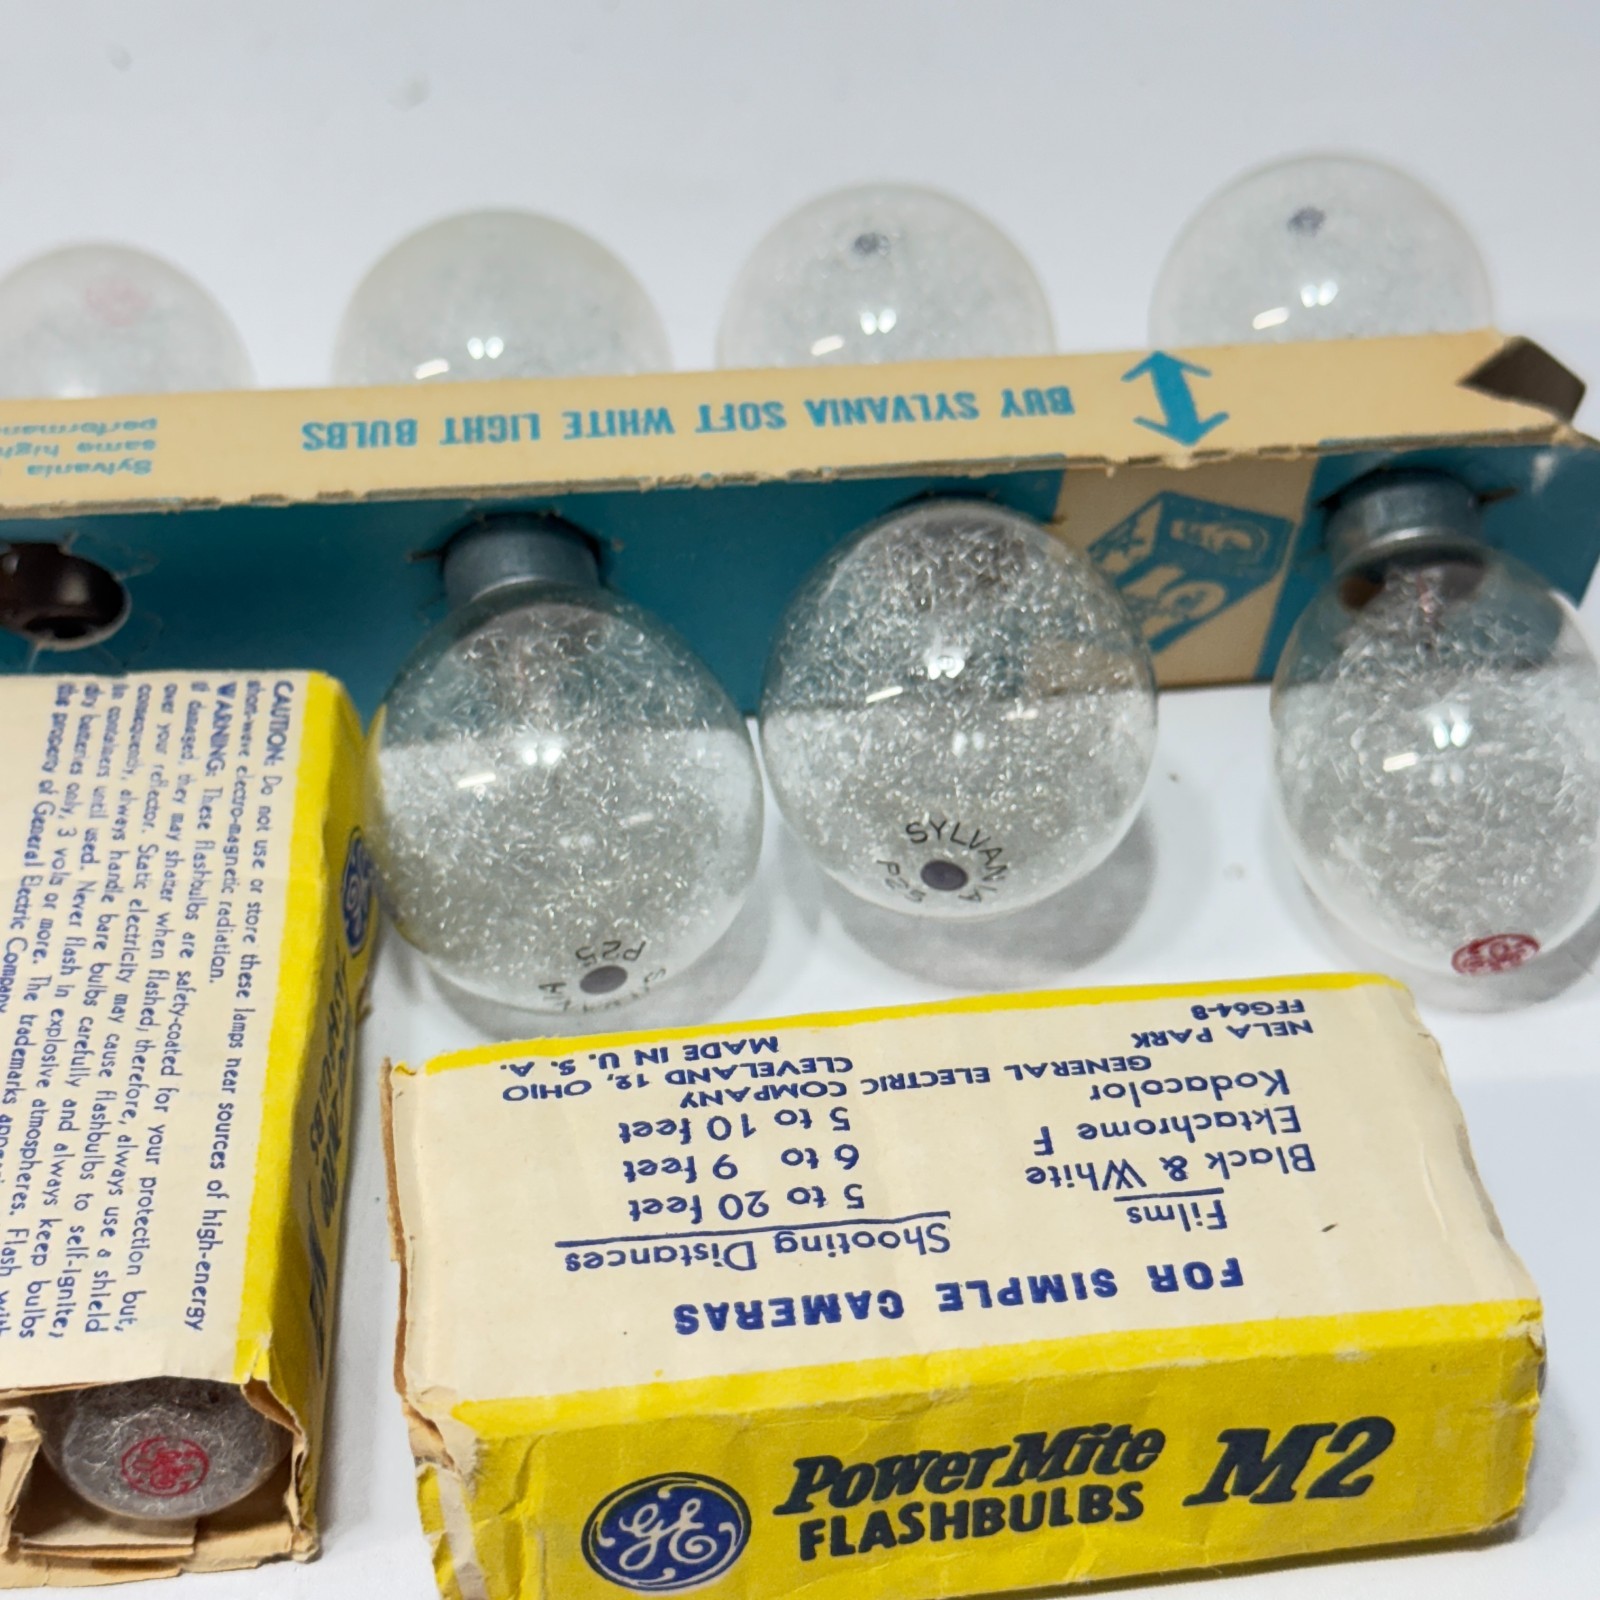 BUY SYLVANIA SOFT WHITE LIGHT BULBS
Sylvania
same high
SYLVANIA
P25
P25
CAUTION: Do not use or store these lamps near sources of high-energy
short-wave electro-magnetic radiation.
WARNING: These flashbulbs are safety-coated for your protection but,
if damaged, they may shatter when flashed; therefore, always use a shield
over your reflector. Static electricity may cause flashbulbs to self-ignite;
consequently, always handle bare bulbs carefully and always keep bulbs
in containers until used. Never flash in explosive atmospheres. Flash with
dry batteries only, 3 volts or more. The trademarks
the property of General Electric Company
GE
FOR SIMPLE CAMERAS
Films Shooting Distances
Black & White 5 to 20 feet
Ektachrome F 6 to 9 feet
Kodacolor 5 to 10 feet
GENERAL ELECTRIC COMPANY
NELA PARK CLEVELAND 12, OHIO
FFG64-8 MADE IN U. S. A.
GE PowerMite M2
FLASHBULBS